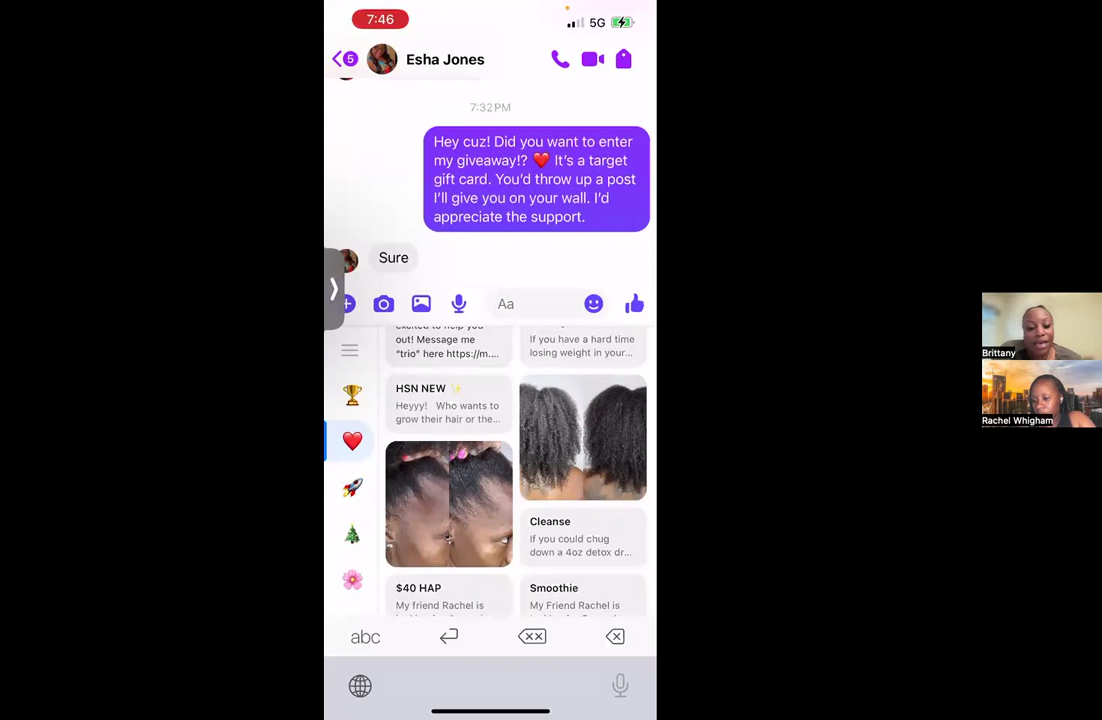 7:46
5G
5
Esha Jones
7:32 PM
Hey cuz! Did you want to enter
my giveaway!? ❤️ It's a target
gift card. You'd throw up a post
I'll give you on your wall. I'd
appreciate the support.
Sure
Aa
excited to help you
out! Message me
"trio" here https://m....
If you have a hard time
losing weight in your...
HSN NEW ✨
Heyyy! Who wants to
grow their hair or the...
Cleanse
If you could chug
down a 4oz detox dr...
$40 HAP
My friend Rachel is
Smoothie
My Friend Rachel is
abc
Brittany
Rachel Whigham